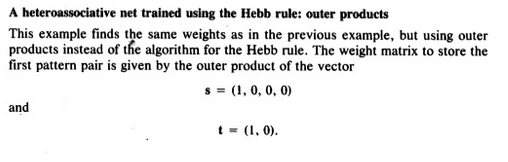 A heteroassociative net trained using the Hebb rule: outer products
This example finds the same weights as in the previous example, but using outer
products instead of the algorithm for the Hebb rule. The weight matrix to store the
first pattern pair is given by the outer product of the vector
s = (1, 0, 0, 0)
and
t = (1, 0).